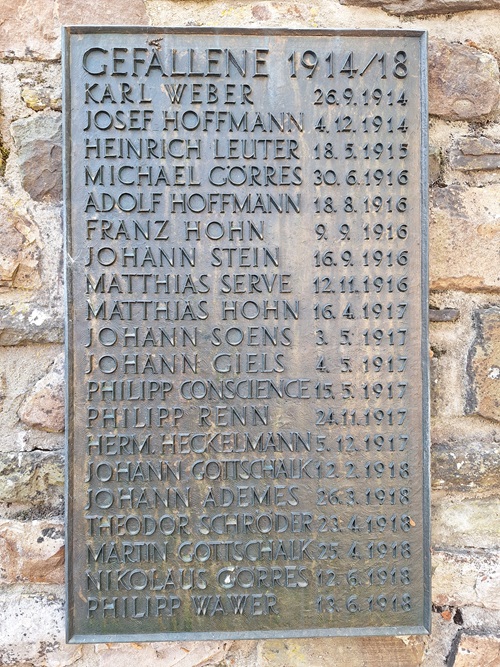 GEFALLENE 1914/18
KARL WEBER 26.9.1914
JOSEF HOFFMANN 4.12.1914
HEINRICH LEUTER 18.5.1915
MICHAEL GÖRRES 30.6.1916
ADOLF HOFFMANN 18.8.1916
FRANZ HOHN 9.9.1916
JOHANN STEIN 16.9.1916
MATTHIAS SERVE 12.11.1916
MATTHIAS HOHN 16.4.1917
JOHANN SOENS 3.5.1917
JOHANN GIELS 4.5.1917
PHILIPP CONSCIENCE 15.5.1917
PHILIPP RENN 24.11.1917
HERM. HECKELMANN 5.12.1917
JOHANN GOTTSCHALK 12.2.1918
JOHANN ADEMES 26.3.1918
THEODOR SCHRÖDER 23.4.1918
MARTIN GOTTSCHALK 25.4.1918
NIKOLAUS GÖRRES 12.6.1918
PHILIPP WAWER 13.6.1918